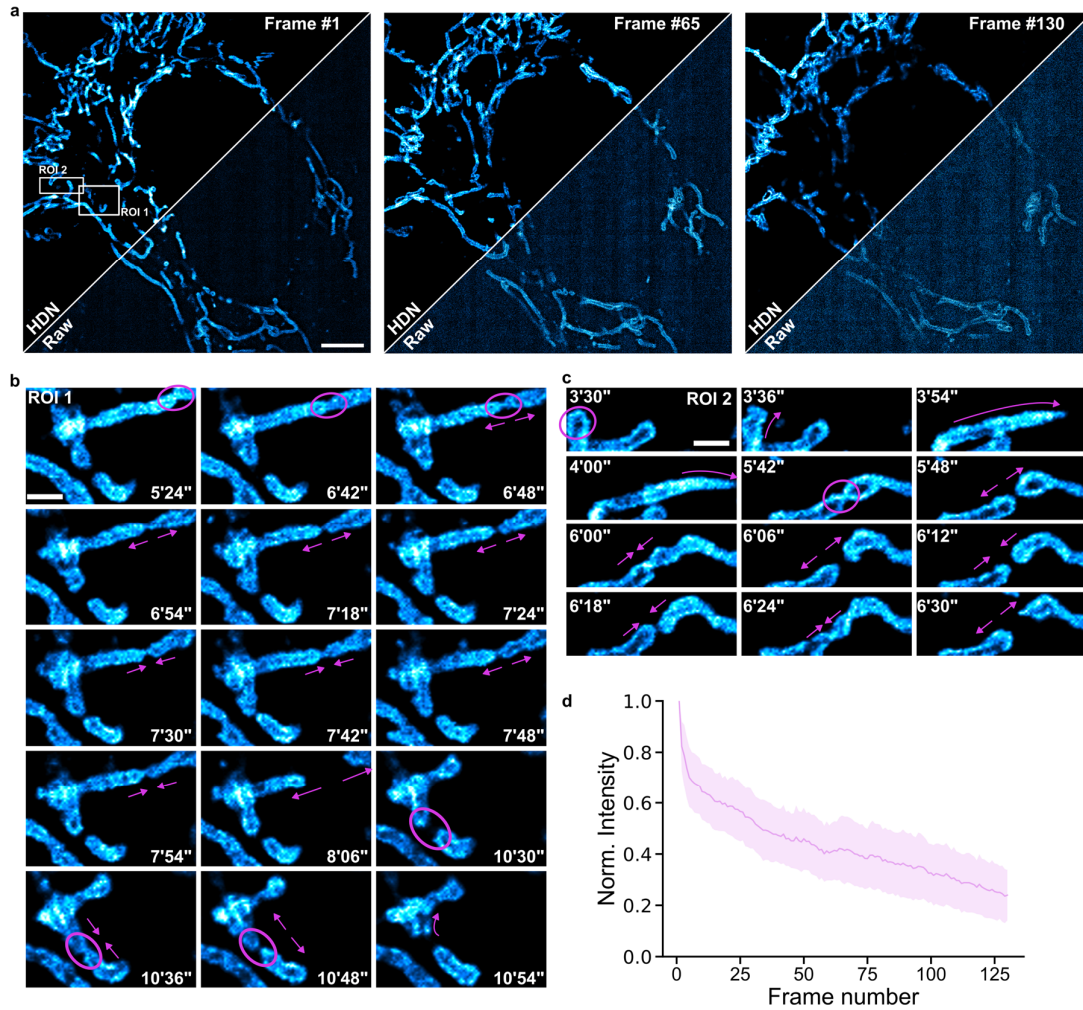 a
Frame #1
Frame #65
Frame #130
ROI 2
ROI 1
HDN
Raw
HDN
Raw
HDN
Raw
b
ROI 1
5'24"
6'42"
6'48"
6'54"
7'18"
7'24"
7'30"
7'42"
7'48"
7'54"
8'06"
10'30"
10'36"
10'48"
10'54"
c
3'30"
ROI 2
3'36"
3'54"
4'00"
5'42"
5'48"
6'00"
6'06"
6'12"
6'18"
6'24"
6'30"
d
Norm. Intensity
1.0
0.8
0.6
0.4
0.2
0.0
0 25 50 75 100 125
Frame number